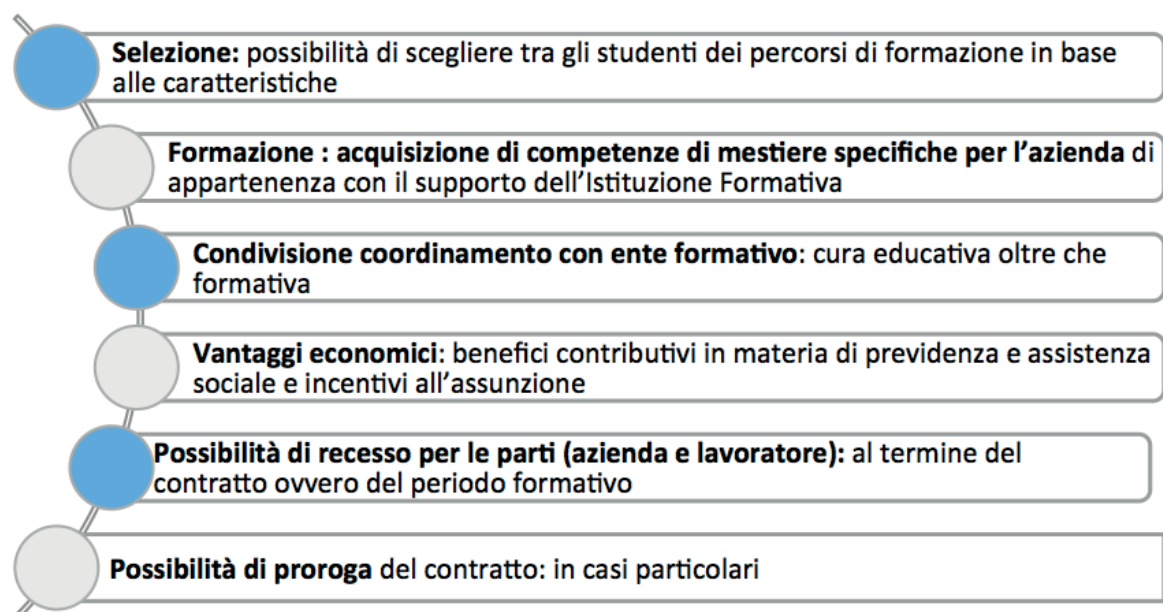 Selezione: possibilità di scegliere tra gli studenti dei percorsi di formazione in base
alle caratteristiche
Formazione : acquisizione di competenze di mestiere specifiche per l’azienda di
appartenenza con il supporto dell’Istituzione Formativa
Condivisione coordinamento con ente formativo: cura educativa oltre che
formativa
Vantaggi economici: benefici contributivi in materia di previdenza e assistenza
sociale e incentivi all’assunzione
Possibilità di recesso per le parti (azienda e lavoratore): al termine del
contratto ovvero del periodo formativo
Possibilità di proroga del contratto: in casi particolari